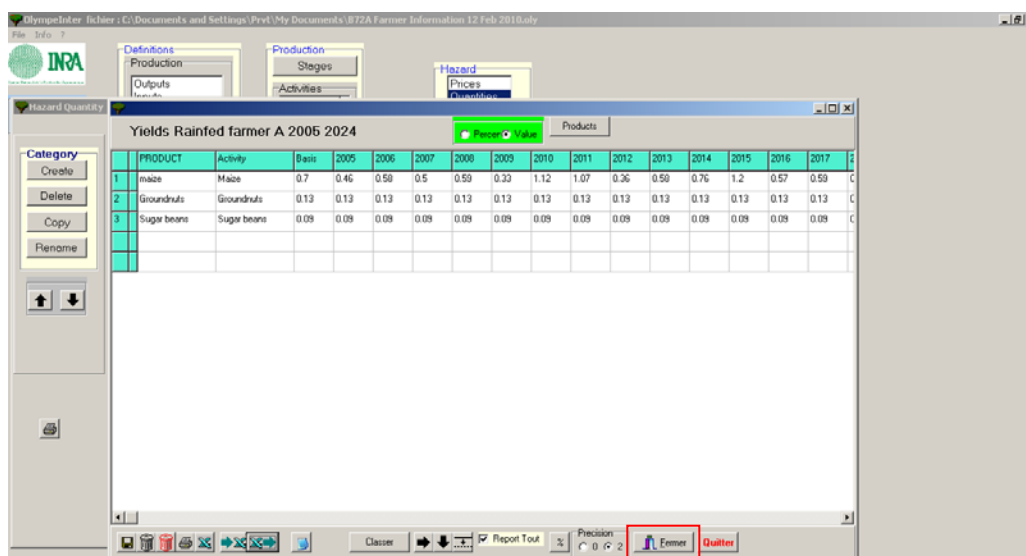 OlympeInter fichier : C:\Documents and Settings\Prvt\My Documents\B72A Farmer Information 12 Feb 2010.oly
File Info ?
INRA
Definitions
Production
Outputs
Production
Stages
Activities
Hazard
Prices
Quantities
Hazard Quantity
Yields Rainfed farmer A 2005 2024
Percen Value
Products
Category
Create
Delete
Copy
Rename
PRODUCT Activity Basis 2005 2006 2007 2008 2009 2010 2011 2012 2013 2014 2015 2016 2017
1 maize Maize 0.7 0.46 0.58 0.5 0.59 0.33 1.12 1.07 0.36 0.58 0.76 1.2 0.57 0.59
2 Groundnuts Groundnuts 0.13 0.13 0.13 0.13 0.13 0.13 0.13 0.13 0.13 0.13 0.13 0.13 0.13 0.13
3 Sugar beans Sugar beans 0.09 0.09 0.09 0.09 0.09 0.09 0.09 0.09 0.09 0.09 0.09 0.09 0.09 0.09
Classer
Report Tout
%
Precision
0 2
Fermer
Quitter